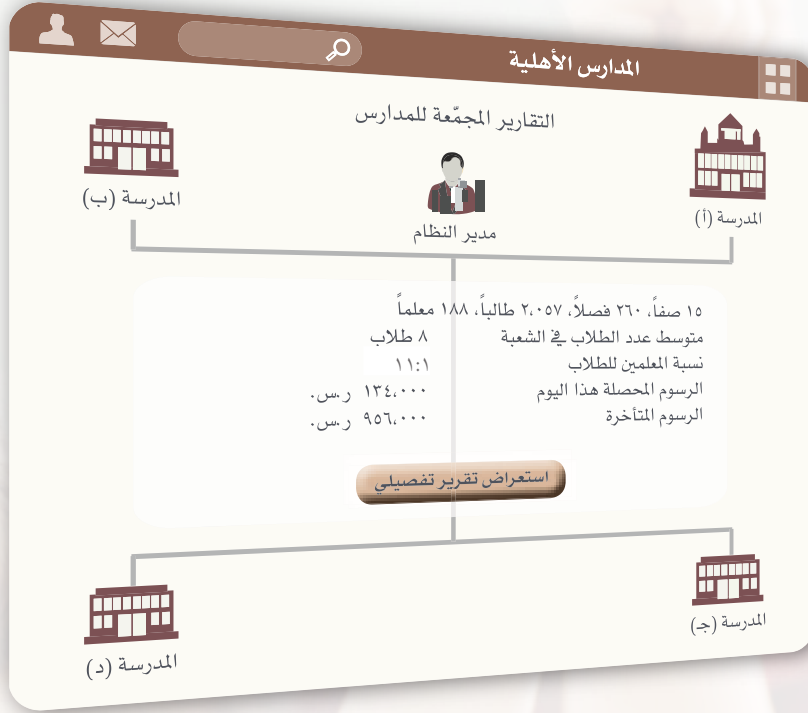 المدارس الأهلية
التقارير المجمّعة للمدارس
المدرسة (أ)
المدرسة (ب)
مدير النظام
١٥ صفاً، ٢٦٠ فصلاً، ٢،٠٥٧ طالباً، ١٨٨ معلماً
متوسط عدد الطلاب في الشعبة ٨ طلاب
نسبة المعلمين للطلاب ١١:١
الرسوم المحصلة هذا اليوم ١٣٤،٠٠٠ ر.س.
الرسوم المتأخرة ٩٥٦،٠٠٠ ر.س.
استعراض تقرير تفصيلي
المدرسة (جـ)
المدرسة (د)